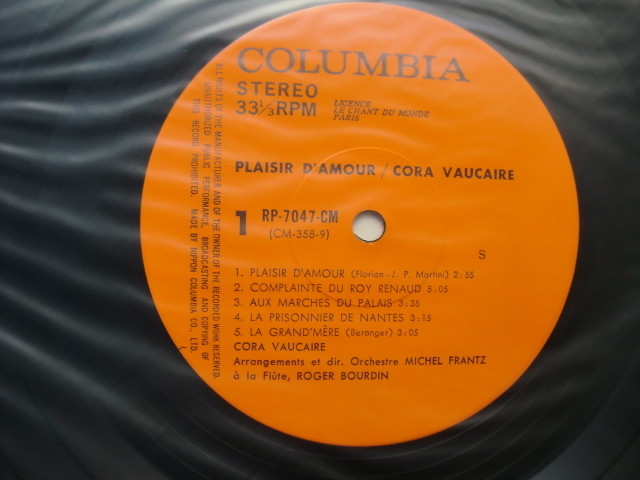 COLUMBIA
STEREO
33 1/3 RPM
LICENCE
LE CHANT DU MONDE
PARIS
PLAISIR D'AMOUR / CORA VAUCAIRE
1
RP-7047-CM
(CM-358-9)
S
1. PLAISIR D'AMOUR (Florian - J. P. Martini) 2:55
2. COMPLAINTE DU ROY RENAUD 5:05
3. AUX MARCHES DU PALAIS 3:35
4. LA PRISONNIER DE NANTES 3:15
5. LA GRAND'MÈRE (Beranger) 3:05
CORA VAUCAIRE
Arrangements et dir. Orchestre MICHEL FRANTZ
à la Flûte, ROGER BOURDIN
ALL RIGHTS OF THE MANUFACTURER AND OF THE OWNER OF THE RECORDED WORK RESERVED.
UNAUTHORIZED PUBLIC PERFORMANCE, BROADCASTING AND COPYING OF
THIS RECORD PROHIBITED. MADE BY NIPPON COLUMBIA CO., LTD.